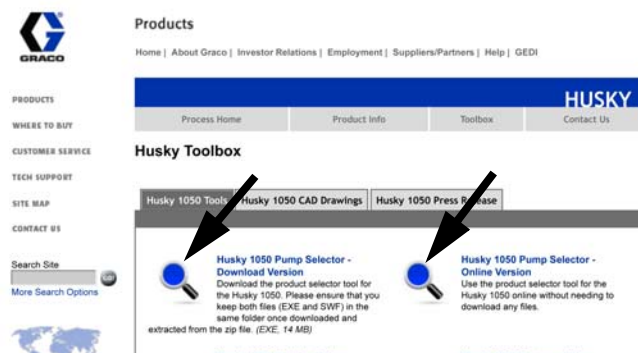 GRACO
Products
Home | About Graco | Investor Relations | Employment | Suppliers/Partners | Help | GEDI
HUSKY
Process Home
Product Info
Toolbox
Contact Us
PRODUCTS
WHERE TO BUY
CUSTOMER SERVICE
TECH SUPPORT
SITE MAP
CONTACT US
Search Site
GO!
More Search Options
Husky Toolbox
Husky 1050 Tools
Husky 1050 CAD Drawings
Husky 1050 Press Release
Husky 1050 Pump Selector -
Download Version
Download the product selector tool for
the Husky 1050. Please ensure that you
keep both files (EXE and SWF) in the
same folder once downloaded and
extracted from the zip file. (EXE, 14 MB)
Husky 1050 Pump Selector -
Online Version
Use the product selector tool for the
Husky 1050 online without needing to
download any files.